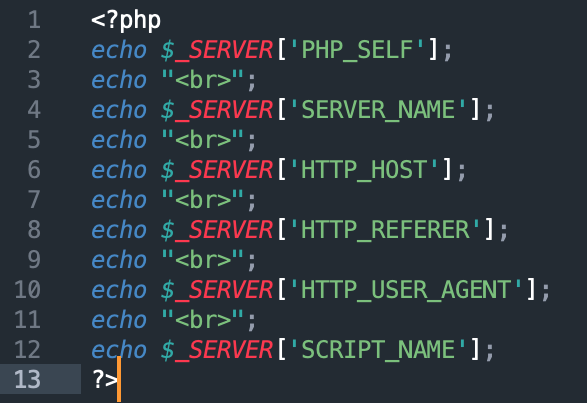 1 <?php
2 echo $_SERVER['PHP_SELF'];
3 echo "<br>";
4 echo $_SERVER['SERVER_NAME'];
5 echo "<br>";
6 echo $_SERVER['HTTP_HOST'];
7 echo "<br>";
8 echo $_SERVER['HTTP_REFERER'];
9 echo "<br>";
10 echo $_SERVER['HTTP_USER_AGENT'];
11 echo "<br>";
12 echo $_SERVER['SCRIPT_NAME'];
13 ?>